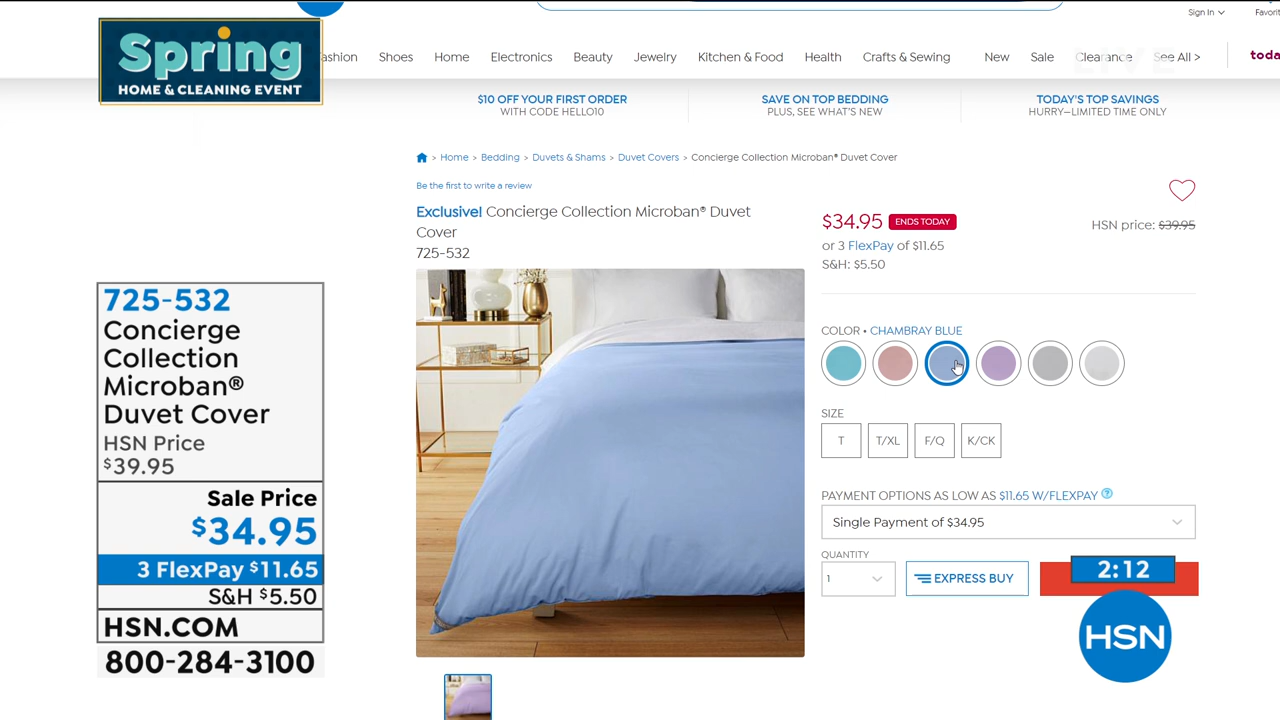 Sign In
Favorit
Spring
HOME & CLEANING EVENT
ashion
Shoes
Home
Electronics
Beauty
Jewelry
Kitchen & Food
Health
Crafts & Sewing
New
Sale
Clearance
See All >
toda
LIVE
$10 OFF YOUR FIRST ORDER
WITH CODE HELLO10
SAVE ON TOP BEDDING
PLUS, SEE WHAT'S NEW
TODAY'S TOP SAVINGS
HURRY—LIMITED TIME ONLY
> Home > Bedding > Duvets & Shams > Duvet Covers > Concierge Collection Microban® Duvet Cover
Be the first to write a review
Exclusive! Concierge Collection Microban® Duvet
Cover
725-532
$34.95 ENDS TODAY
HSN price: $39.95
or 3 FlexPay of $11.65
S&H: $5.50
COLOR • CHAMBRAY BLUE
SIZE
T
T/XL
F/Q
K/CK
PAYMENT OPTIONS AS LOW AS $11.65 W/FLEXPAY ?
Single Payment of $34.95
QUANTITY
1
EXPRESS BUY
2:12
HSN
725-532
Concierge
Collection
Microban®
Duvet Cover
HSN Price
$39.95
Sale Price
$34.95
3 FlexPay $11.65
S&H $5.50
HSN.COM
800-284-3100